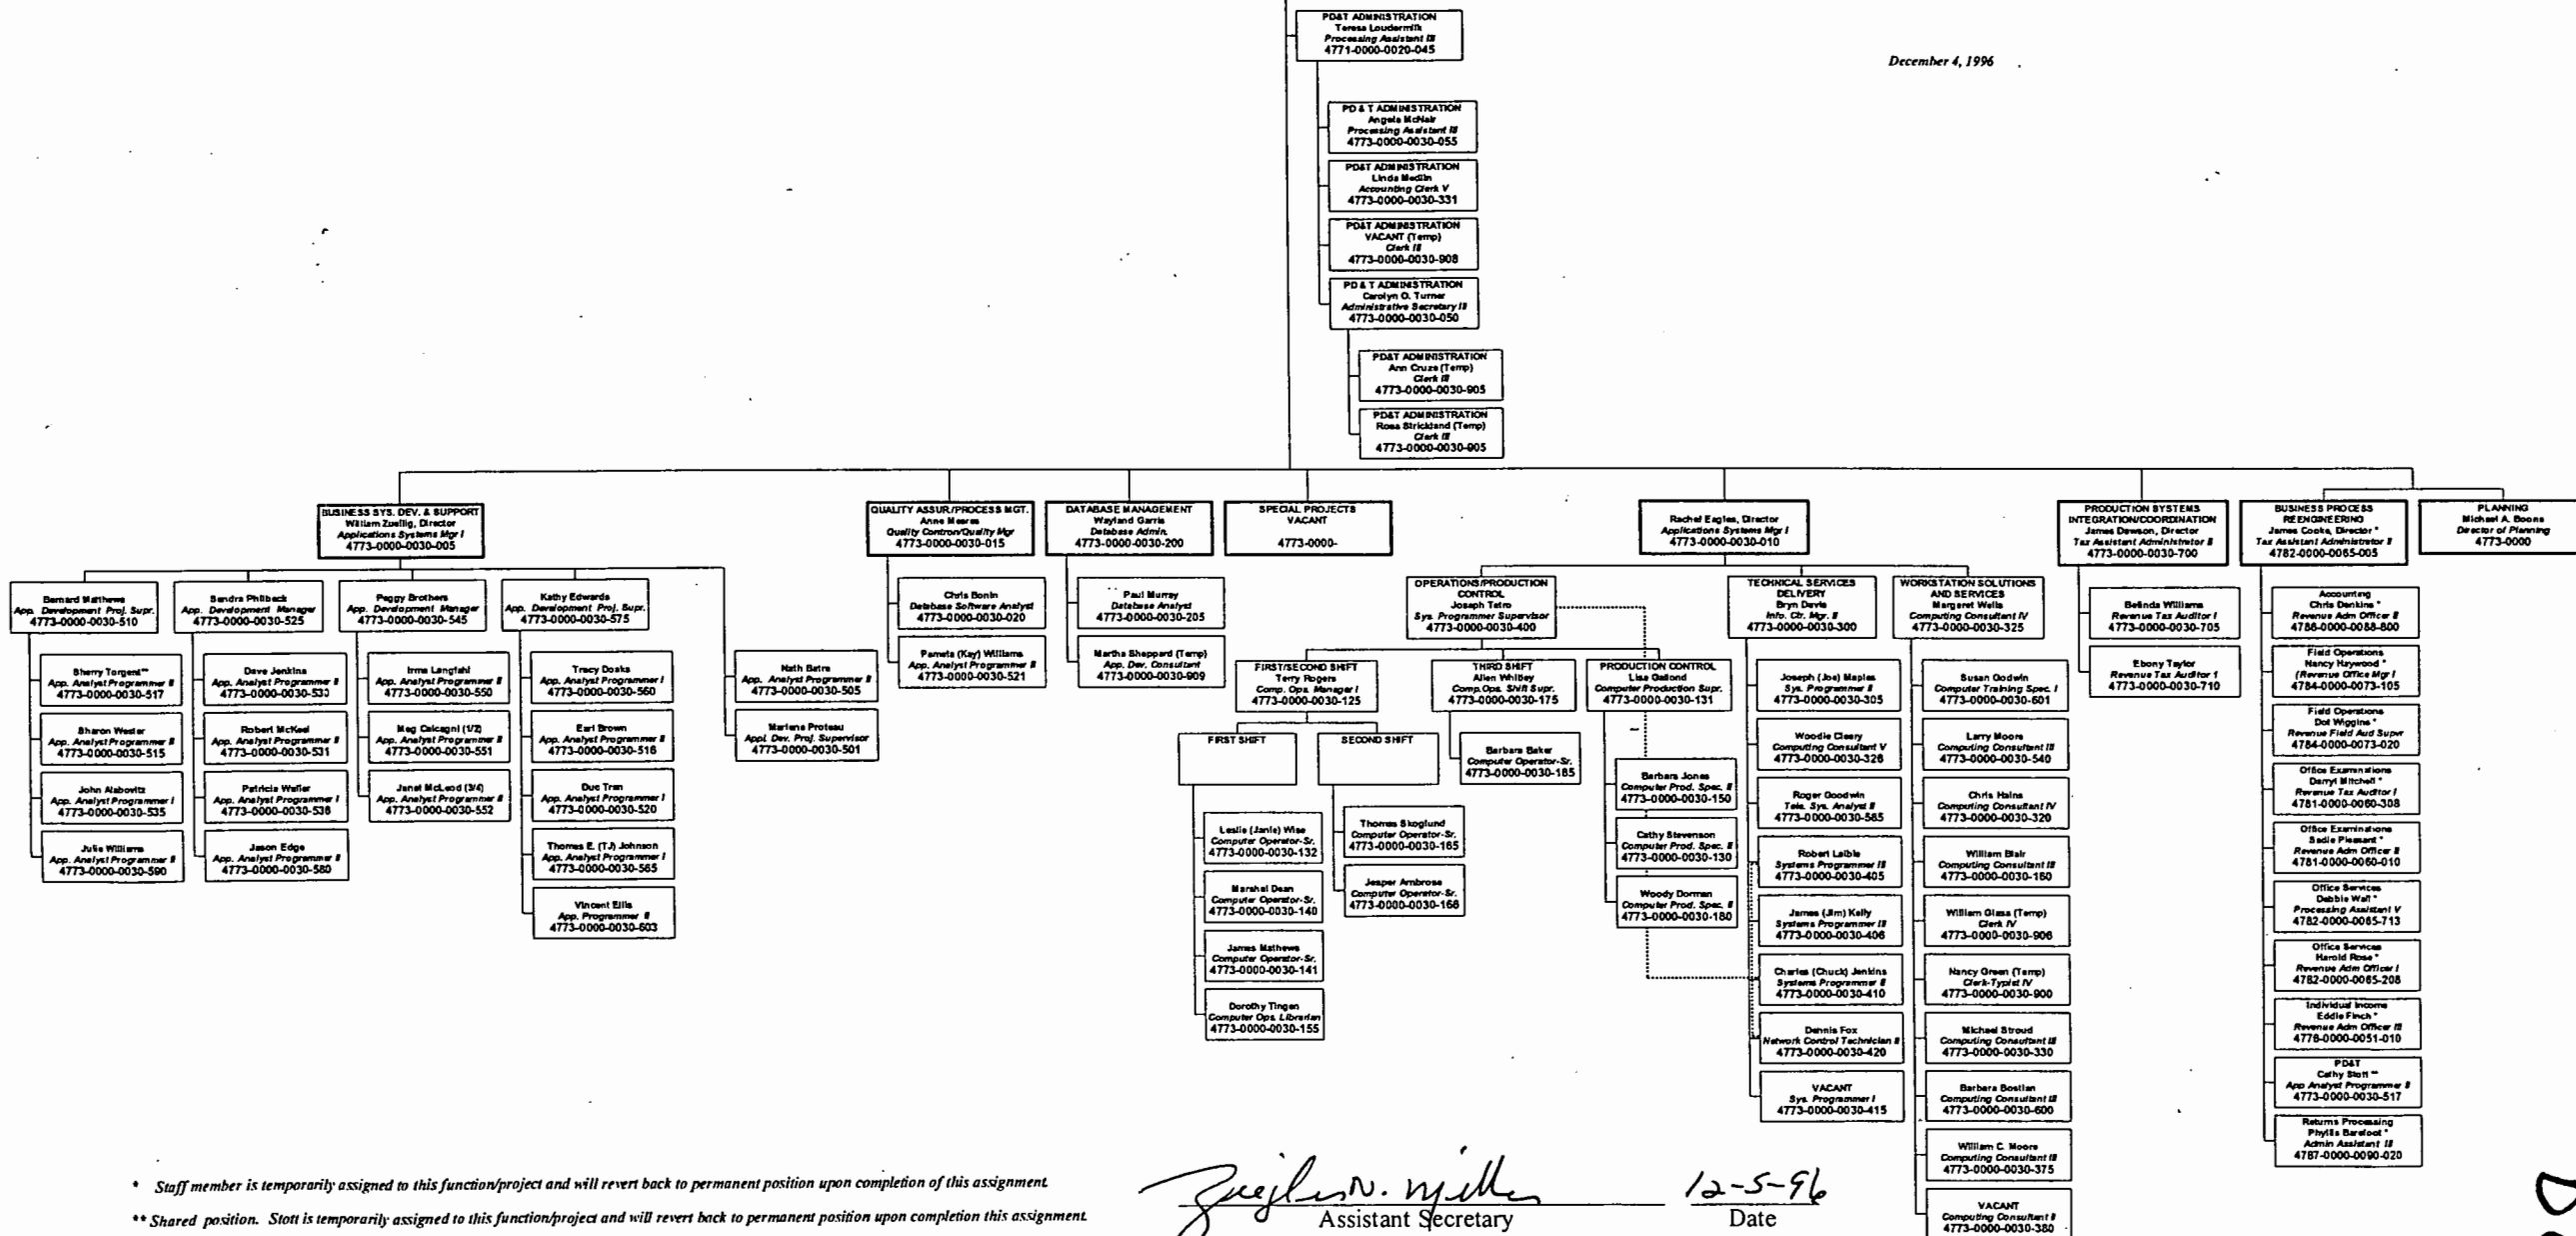 PD&T ADMINISTRATION
Teresa Loudermilk
Processing Assistant III
4771-0000-0020-045
December 4, 1996
PD & T ADMINISTRATION
Angela McNair
Processing Assistant III
4773-0000-0030-055
PD&T ADMINISTRATION
Linda Medlin
Accounting Clerk V
4773-0000-0030-331
PD&T ADMINISTRATION
VACANT (Temp)
Clerk III
4773-0000-0030-908
PD & T ADMINISTRATION
Carolyn O. Turner
Administrative Secretary III
4773-0000-0030-050
PD&T ADMINISTRATION
Ann Cruze (Temp)
Clerk III
4773-0000-0030-905
PD&T ADMINISTRATION
Rosa Strickland (Temp)
Clerk III
4773-0000-0030-905
BUSINESS SYS. DEV. & SUPPORT
William Zuellig, Director
Applications Systems Mgr I
4773-0000-0030-005
Bernard Matthews
App. Development Proj. Supr.
4773-0000-0030-510
Sherry Torgent**
App. Analyst Programmer II
4773-0000-0030-517
Sharon Wester
App. Analyst Programmer II
4773-0000-0030-515
John Alabovitz
App. Analyst Programmer I
4773-0000-0030-535
Julie Williams
App. Analyst Programmer II
4773-0000-0030-590
Sandra Philbeck
App. Development Manager
4773-0000-0030-525
Dave Jenkins
App. Analyst Programmer II
4773-0000-0030-533
Robert McKeel
App. Analyst Programmer II
4773-0000-0030-531
Patricia Waller
App. Analyst Programmer I
4773-0000-0030-536
Jason Edge
App. Analyst Programmer II
4773-0000-0030-580
Peggy Brothers
App. Development Manager
4773-0000-0030-545
Irma Langfahl
App. Analyst Programmer II
4773-0000-0030-550
Meg Calcagni (1/2)
App. Analyst Programmer II
4773-0000-0030-551
Janet McLeod (3/4)
App. Analyst Programmer II
4773-0000-0030-552
Kathy Edwards
App. Development Proj. Supr.
4773-0000-0030-575
Tracy Doaks
App. Analyst Programmer I
4773-0000-0030-560
Earl Brown
App. Analyst Programmer II
4773-0000-0030-516
Duc Tran
App. Analyst Programmer I
4773-0000-0030-520
Thomas E. (TJ) Johnson
App. Analyst Programmer I
4773-0000-0030-565
Vincent Ellis
App. Programmer II
4773-0000-0030-603
Nath Batra
App. Analyst Programmer II
4773-0000-0030-505
Marlene Proteau
Appl. Dev. Proj. Supervisor
4773-0000-0030-501
QUALITY ASSUR./PROCESS MGT.
Anne Meares
Quality Contron/Quality Mgr
4773-0000-0030-015
Chris Bonin
Database Software Analyst
4773-0000-0030-020
Pamela (Kay) Williams
App. Analyst Programmer II
4773-0000-0030-521
DATABASE MANAGEMENT
Wayland Garris
Database Admin.
4773-0000-0030-200
Paul Murray
Database Analyst
4773-0000-0030-205
Martha Sheppard (Temp)
App. Dev. Consultant
4773-0000-0030-909
SPECIAL PROJECTS
VACANT
4773-0000-
Rachel Eagles, Director
Applications Systems Mgr I
4773-0000-0030-010
OPERATIONS/PRODUCTION
CONTROL
Joseph Tetro
Sys. Programmer Supervisor
4773-0000-0030-400
FIRST/SECOND SHIFT
Terry Rogers
Comp. Ops. Manager I
4773-0000-0030-125
FIRST SHIFT
Leslie (Janie) Wise
Computer Operator-Sr.
4773-0000-0030-132
Marshal Dean
Computer Operator-Sr.
4773-0000-0030-140
James Mathews
Computer Operator-Sr.
4773-0000-0030-141
Dorothy Tingen
Computer Ops. Librarian
4773-0000-0030-155
SECOND SHIFT
Thomas Skoglund
Computer Operator-Sr.
4773-0000-0030-165
Jesper Ambrose
Computer Operator-Sr.
4773-0000-0030-166
THIRD SHIFT
Allen Whitley
Comp. Ops. Shift Supr.
4773-0000-0030-175
Barbara Baker
Computer Operator-Sr.
4773-0000-0030-185
PRODUCTION CONTROL
Lisa
Computer Production Supr.
4773-0000-0030-131
Barbara Jones
Computer Prod. Spec. II
4773-0000-0030-150
Cathy Stevenson
Computer Prod. Spec. II
4773-0000-0030-130
Woody Dorman
Computer Prod. Spec. II
4773-0000-0030-180
TECHNICAL SERVICES
DELIVERY
Bryn Davis
Info. Ctr. Mgr. II
4773-0000-0030-300
Joseph (Joe) Maples
Sys. Programmer II
4773-0000-0030-305
Woodie Cleary
Computing Consultant V
4773-0000-0030-326
Roger Goodwin
Tele. Sys. Analyst II
4773-0000-0030-585
Robert Laible
Systems Programmer III
4773-0000-0030-405
James (Jim) Kelly
Systems Programmer III
4773-0000-0030-406
Charles (Chuck) Jenkins
Systems Programmer II
4773-0000-0030-410
Dennis Fox
Network Control Technician II
4773-0000-0030-420
VACANT
Sys. Programmer I
4773-0000-0030-415
WORKSTATION SOLUTIONS
AND SERVICES
Margaret Wells
Computing Consultant IV
4773-0000-0030-325
Susan Godwin
Computer Training Spec. I
4773-0000-0030-601
Larry Moore
Computing Consultant III
4773-0000-0030-540
Chris Hains
Computing Consultant IV
4773-0000-0030-320
William Blair
Computing Consultant III
4773-0000-0030-160
William Glass (Temp)
Clerk IV
4773-0000-0030-906
Nancy Green (Temp)
Clerk-Typist IV
4773-0000-0030-900
Michael Stroud
Computing Consultant III
4773-0000-0030-330
Barbara Bostian
Computing Consultant III
4773-0000-0030-600
William C. Moore
Computing Consultant III
4773-0000-0030-375
VACANT
Computing Consultant II
4773-0000-0030-380
PRODUCTION SYSTEMS
INTEGRATION/COORDINATION
James Dawson, Director
Tax Assistant Administrator II
4773-0000-0030-700
Belinda Williams
Revenue Tax Auditor I
4773-0000-0030-705
Ebony Taylor
Revenue Tax Auditor 1
4773-0000-0030-710
BUSINESS PROCESS
REENGINEERING
James Cooke, Director *
Tax Assistant Administrator II
4782-0000-0065-005
Accounting
Chris Denkins *
Revenue Adm Officer II
4788-0000-0088-800
Field Operations
Nancy Haywood *
(Revenue Office Mgr I
4784-0000-0073-105
Field Operations
Dot Wiggins *
Revenue Field Aud Supvr
4784-0000-0073-020
Office Examinations
Darryl Mitchell *
Revenue Tax Auditor I
4781-0000-0060-308
Office Examinations
Sadie Pleasant *
Revenue Adm Officer II
4781-0000-0060-010
Office Services
Debbie Wall *
Processing Assistant V
4782-0000-0065-713
Office Services
Harold Rose *
Revenue Adm Officer I
4782-0000-0065-208
Individual Income
Eddie Finch *
Revenue Adm Officer III
4776-0000-0051-010
PD&T
Cathy Stott **
App Analyst Programmer II
4773-0000-0030-517
Returns Processing
Phyllis Barefoot *
Admin Assistant III
4787-0000-0090-020
PLANNING
Michael A. Boone
Director of Planning
4773-0000
* Staff member is temporarily assigned to this function/project and will revert back to permanent position upon completion of this assignment.
** Shared position. Stott is temporarily assigned to this function/project and will revert back to permanent position upon completion this assignment.
12-5-96
Assistant Secretary
Date